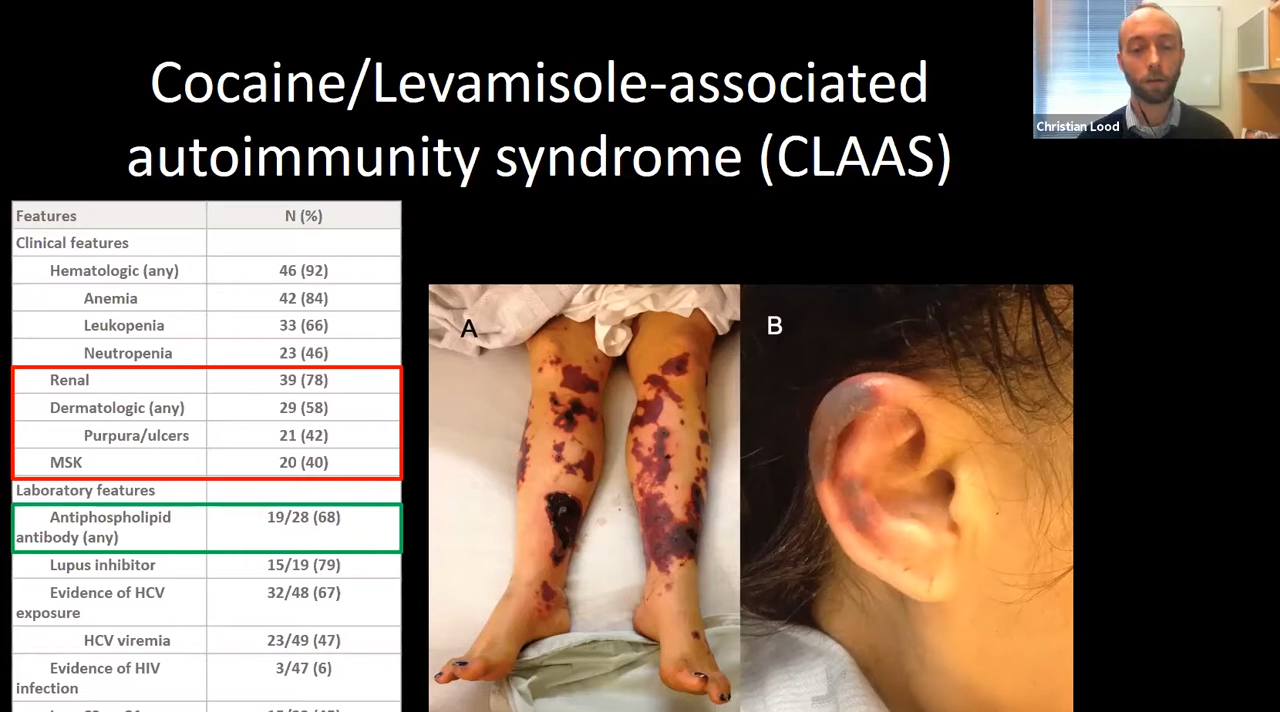 Cocaine/Levamisole-associated
autoimmunity syndrome (CLAAS)
Christian Lood
Features N (%)
Clinical features
Hematologic (any) 46 (92)
Anemia 42 (84)
Leukopenia 33 (66)
Neutropenia 23 (46)
Renal 39 (78)
Dermatologic (any) 29 (58)
Purpura/ulcers 21 (42)
MSK 20 (40)
Laboratory features
Antiphospholipid 19/28 (68)
antibody (any)
Lupus inhibitor 15/19 (79)
Evidence of HCV 32/48 (67)
exposure
HCV viremia 23/49 (47)
Evidence of HIV 3/47 (6)
infection
A
B